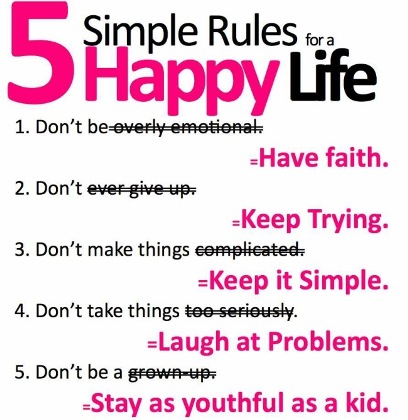 5 Simple Rules for a
Happy Life
1. Don't be overly emotional.
=Have faith.
2. Don't ever give up.
=Keep Trying.
3. Don't make things complicated.
=Keep it Simple.
4. Don't take things too seriously.
=Laugh at Problems.
5. Don't be a grown-up.
=Stay as youthful as a kid.